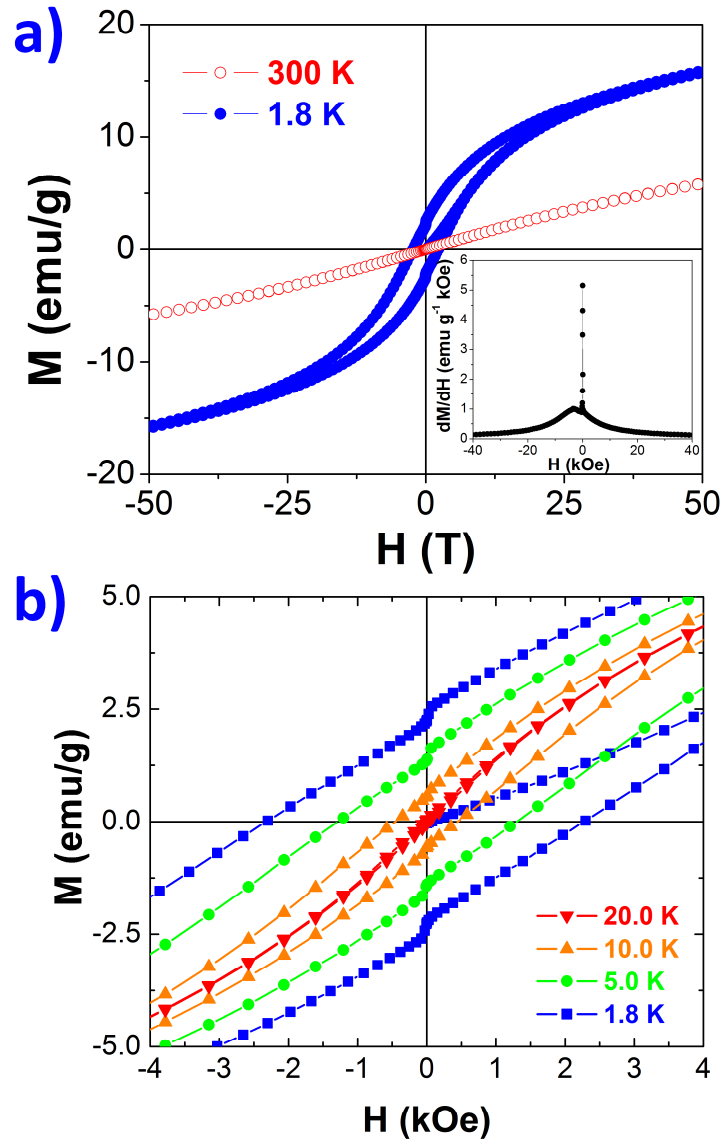 a)
20
10
0
-10
-20
M (emu/g)
300 K
1.8 K
-50 -25 0 25 50
H (T)
6
5
4
3
2
1
0
dM/dH (emu g⁻¹ kOe)
-40 -20 0 20 40
H (kOe)
b)
5.0
2.5
0.0
-2.5
-5.0
M (emu/g)
20.0 K
10.0 K
5.0 K
1.8 K
-4 -3 -2 -1 0 1 2 3 4
H (kOe)